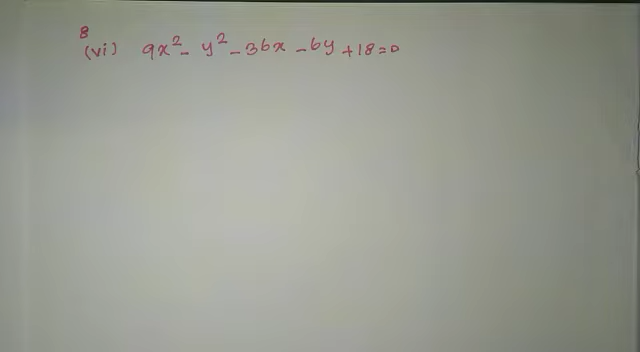 8
(vi) 9x² - y² - 36x - 6y + 18 = 0